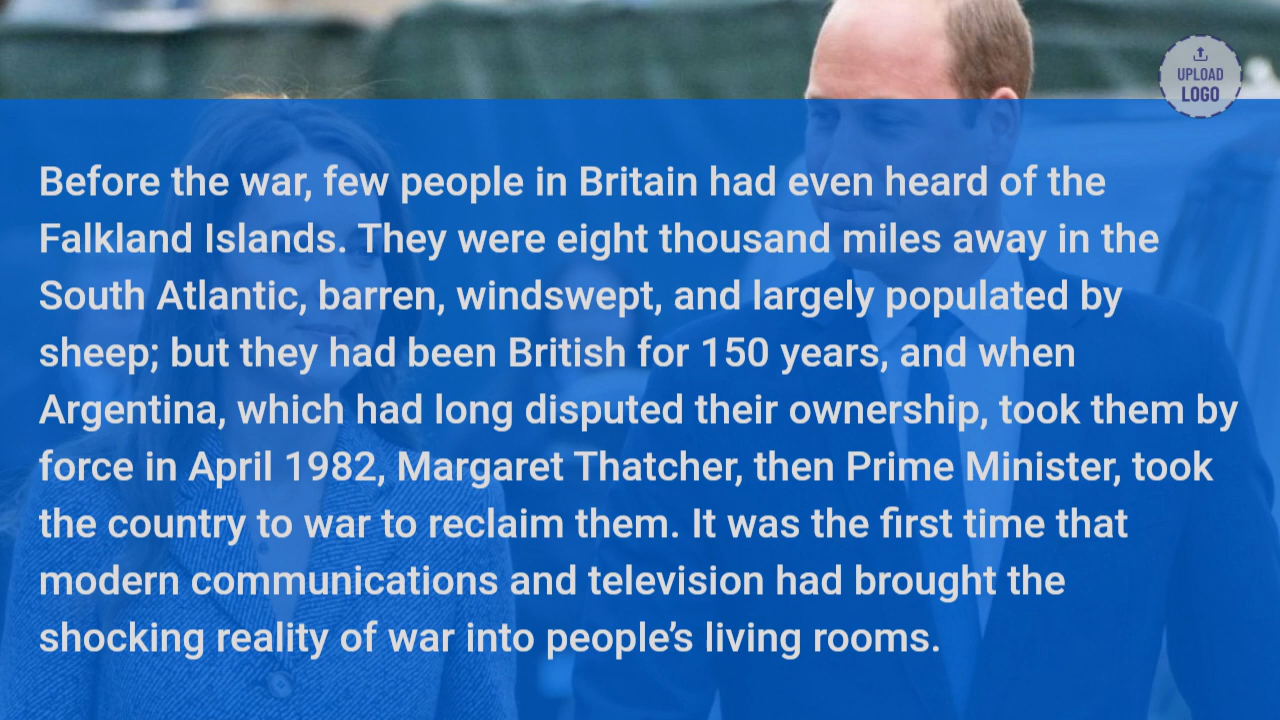 UPLOAD
LOGO
Before the war, few people in Britain had even heard of the
Falkland Islands. They were eight thousand miles away in the
South Atlantic, barren, windswept, and largely populated by
sheep; but they had been British for 150 years, and when
Argentina, which had long disputed their ownership, took them by
force in April 1982, Margaret Thatcher, then Prime Minister, took
the country to war to reclaim them. It was the first time that
modern communications and television had brought the
shocking reality of war into people’s living rooms.